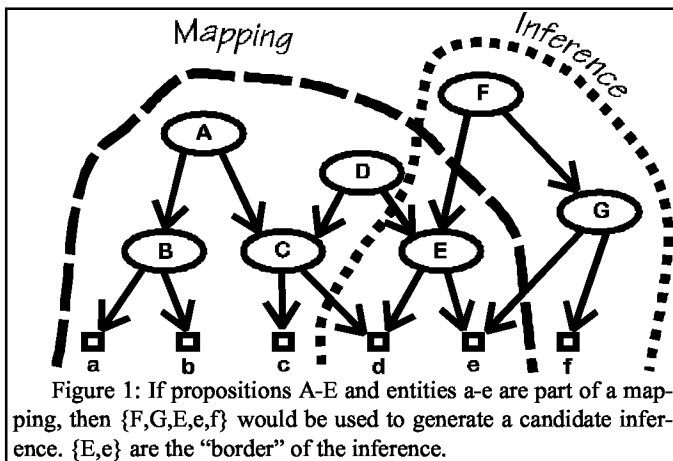 Mapping
Inference
F
A
D
G
B
C
E
a
b
c
d
e
f
Figure 1: If propositions A-E and entities a-e are part of a map-
ping, then {F,G,E,e,f} would be used to generate a candidate infer-
ence. {E,e} are the “border” of the inference.